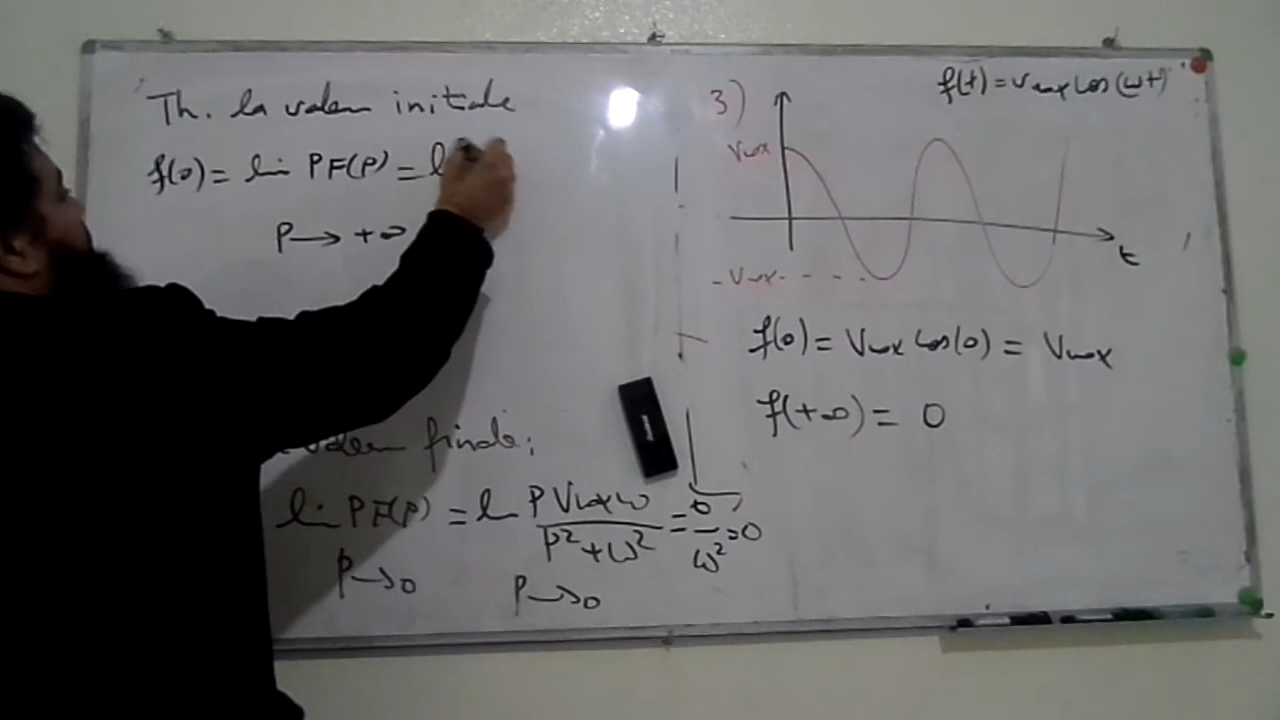 Th. la valeur initiale
f(0) = lim PF(P) = l
P → +∞
valeur finale;
lim PF(P) = lim P Vmax ω / P² + ω² = 0 / ω² = 0
P → 0 P → 0
3) f(t) = Vmax cos(ωt)
Vmax
t
- Vmax
f(0) = Vmax cos(0) = Vmax
f(+∞) = 0